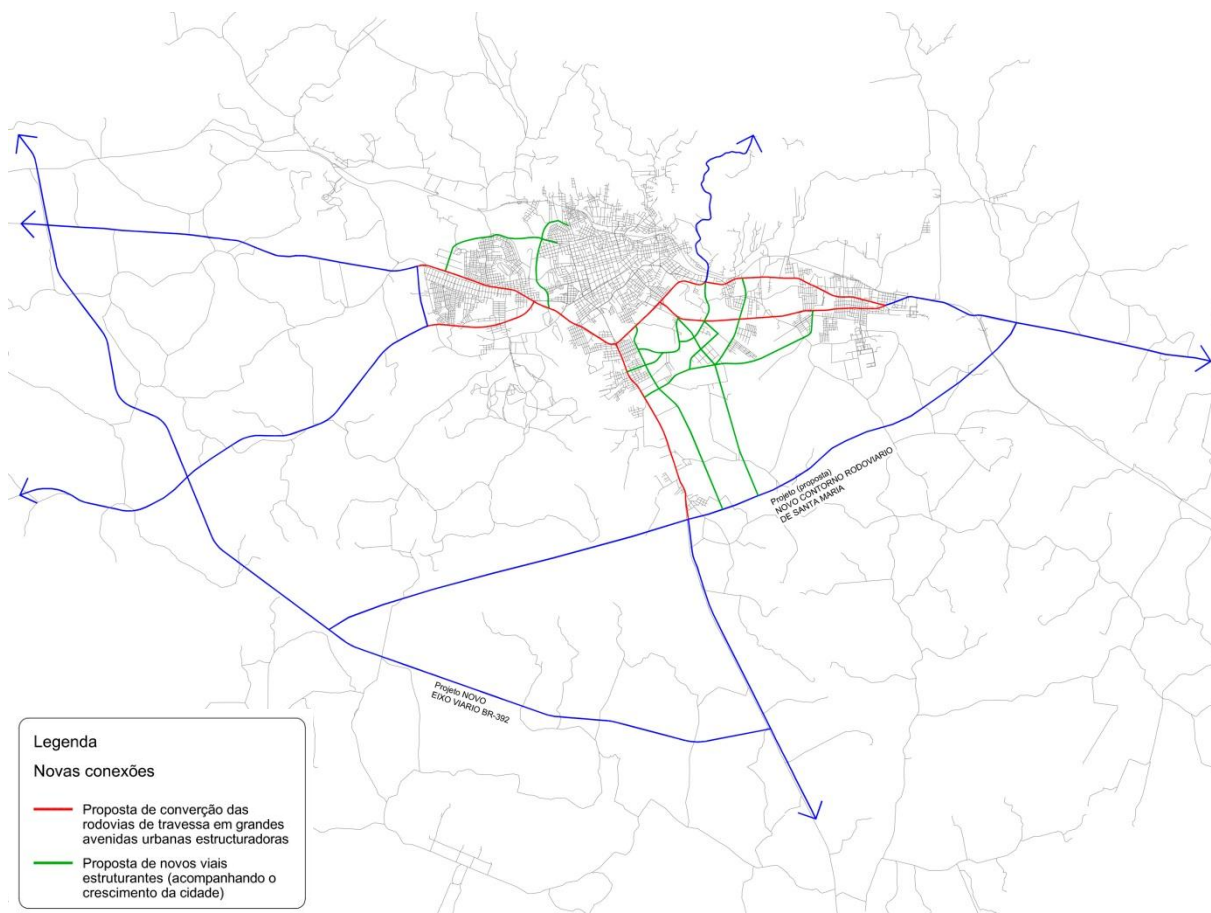 Projeto (proposta)
NOVO CONTORNO RODOVIARIO
DE SANTA MARIA
Projeto NOVO
EIXO VIARIO BR-392
Legenda
Novas conexões
Proposta de converção das
rodovias de travessa em grandes
avenidas urbanas estructuradoras
Proposta de novos viais
estruturantes (acompanhando o
crescimento da cidade)